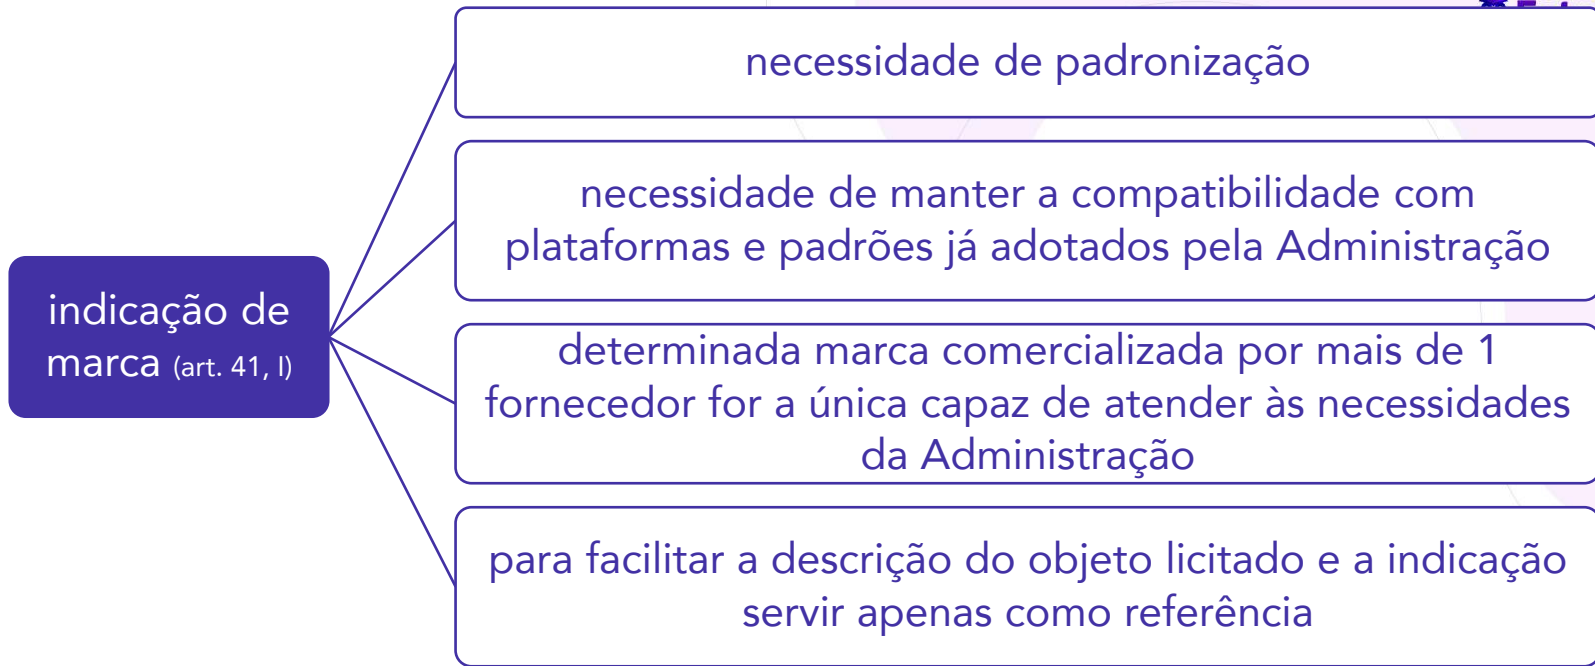 necessidade de padronização
necessidade de manter a compatibilidade com
plataformas e padrões já adotados pela Administração
indicação de
marca (art. 41, I)
determinada marca comercializada por mais de 1
fornecedor for a única capaz de atender às necessidades
da Administração
para facilitar a descrição do objeto licitado e a indicação
servir apenas como referência